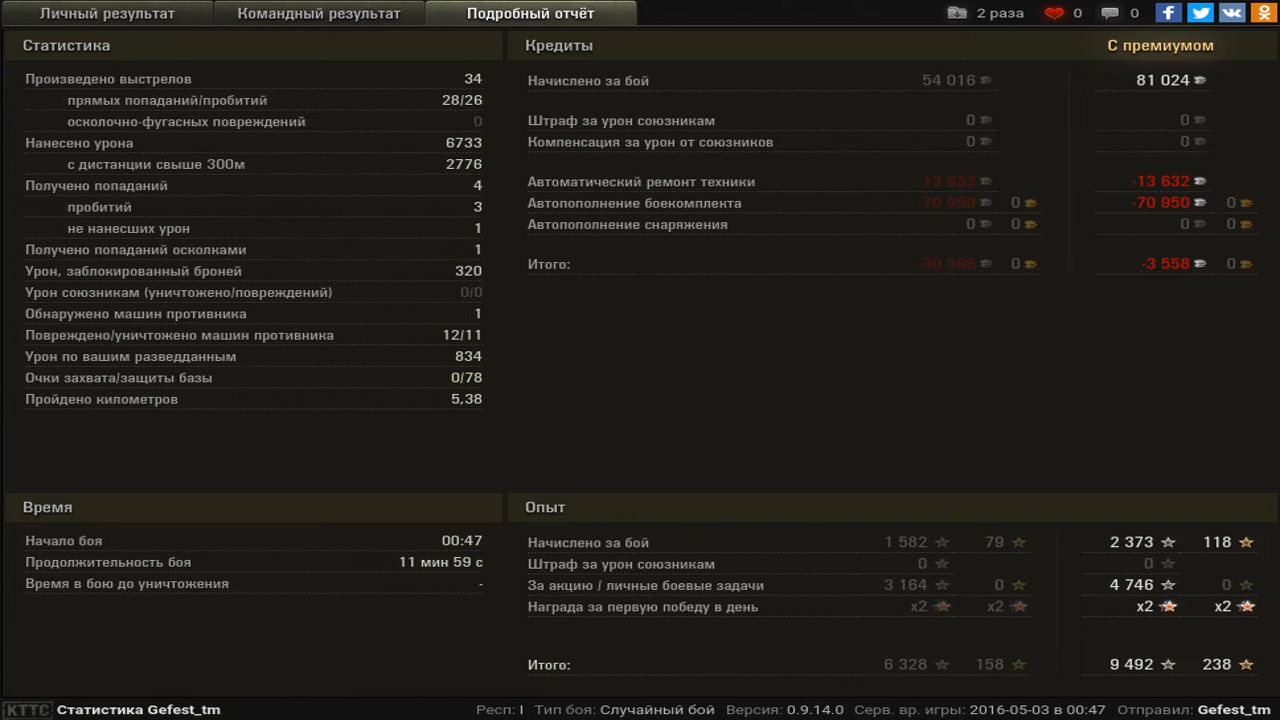 Личный результат Командный результат Подробный отчёт 2 раза 0 0
Статистика
Произведено выстрелов 34
прямых попаданий/пробитий 28/26
осколочно-фугасных повреждений 0
Нанесено урона 6733
с дистанции свыше 300м 2776
Получено попаданий 4
пробитий 3
не нанесших урон 1
Получено попаданий осколками 1
Урон, заблокированный броней 320
Урон союзникам (уничтожено/повреждений) 0/0
Обнаружено машин противника 1
Повреждено/уничтожено машин противника 12/11
Урон по вашим разведданным 834
Очки захвата/защиты базы 0/78
Пройдено километров 5,38
Кредиты С премиумом
Начислено за бой 54 016 81 024
Штраф за урон союзникам 0 0
Компенсация за урон от союзников 0 0
Автоматический ремонт техники -13 632 -13 632
Автопополнение боекомплекта -70 950 0 -70 950 0
Автопополнение снаряжения 0 0 0 0
Итого: -30 566 0 -3 558 0
Время
Начало боя 00:47
Продолжительность боя 11 мин 59 с
Время в бою до уничтожения -
Опыт
Начислено за бой 1 582 79 2 373 118
Штраф за урон союзникам 0 0
За акцию / личные боевые задачи 3 164 0 4 746 0
Награда за первую победу в день x2 x2 x2 x2
Итого: 6 328 158 9 492 238
KTTC Статистика Gefest_tm Респ: I Тип боя: Случайный бой Версия: 0.9.14.0 Серв. вр. игры: 2016-05-03 в 00:47 Отправил: Gefest_tm